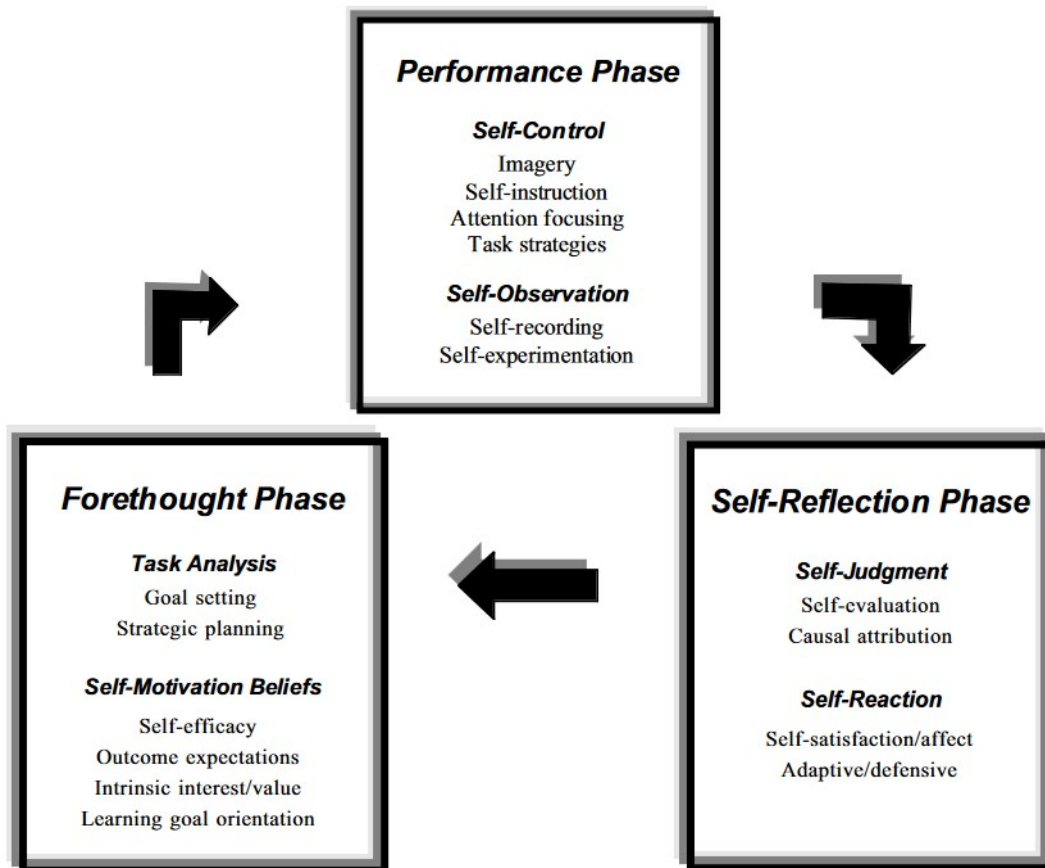 Performance Phase
Self-Control
Imagery
Self-instruction
Attention focusing
Task strategies
Self-Observation
Self-recording
Self-experimentation
Forethought Phase
Task Analysis
Goal setting
Strategic planning
Self-Motivation Beliefs
Self-efficacy
Outcome expectations
Intrinsic interest/value
Learning goal orientation
Self-Reflection Phase
Self-Judgment
Self-evaluation
Causal attribution
Self-Reaction
Self-satisfaction/affect
Adaptive/defensive